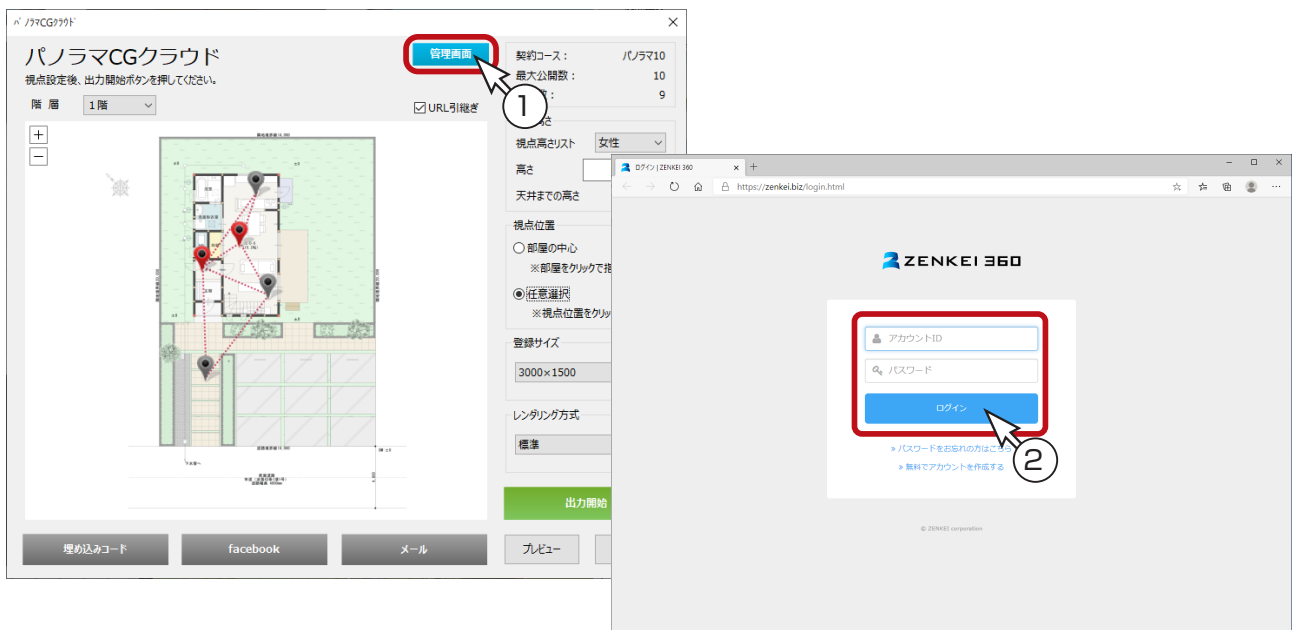 ﾊﾟﾉﾗﾏCGｸﾗｳﾄﾞ
パノラマCGクラウド
視点設定後、出力開始ボタンを押してください。
管理画面
階 層
1階
URL引継ぎ
契約コース：
パノラマ10
最大公開数：
10
数：
9
1
さ
視点高さリスト
女性
高さ
天井までの高さ
視点位置
部屋の中心
※部屋をクリックで指
任意選択
※視点位置をクリッ
登録サイズ
3000×1500
レンダリング方式
標準
出力開始
埋め込みコード
facebook
メール
プレビュー
ログイン | ZENKEI 360
https://zenkei.biz/login.html
ZENKEI 360
アカウントID
パスワード
ログイン
2
» パスワードをお忘れの方はこちら
» 無料でアカウントを作成する
© ZENKEI corporation